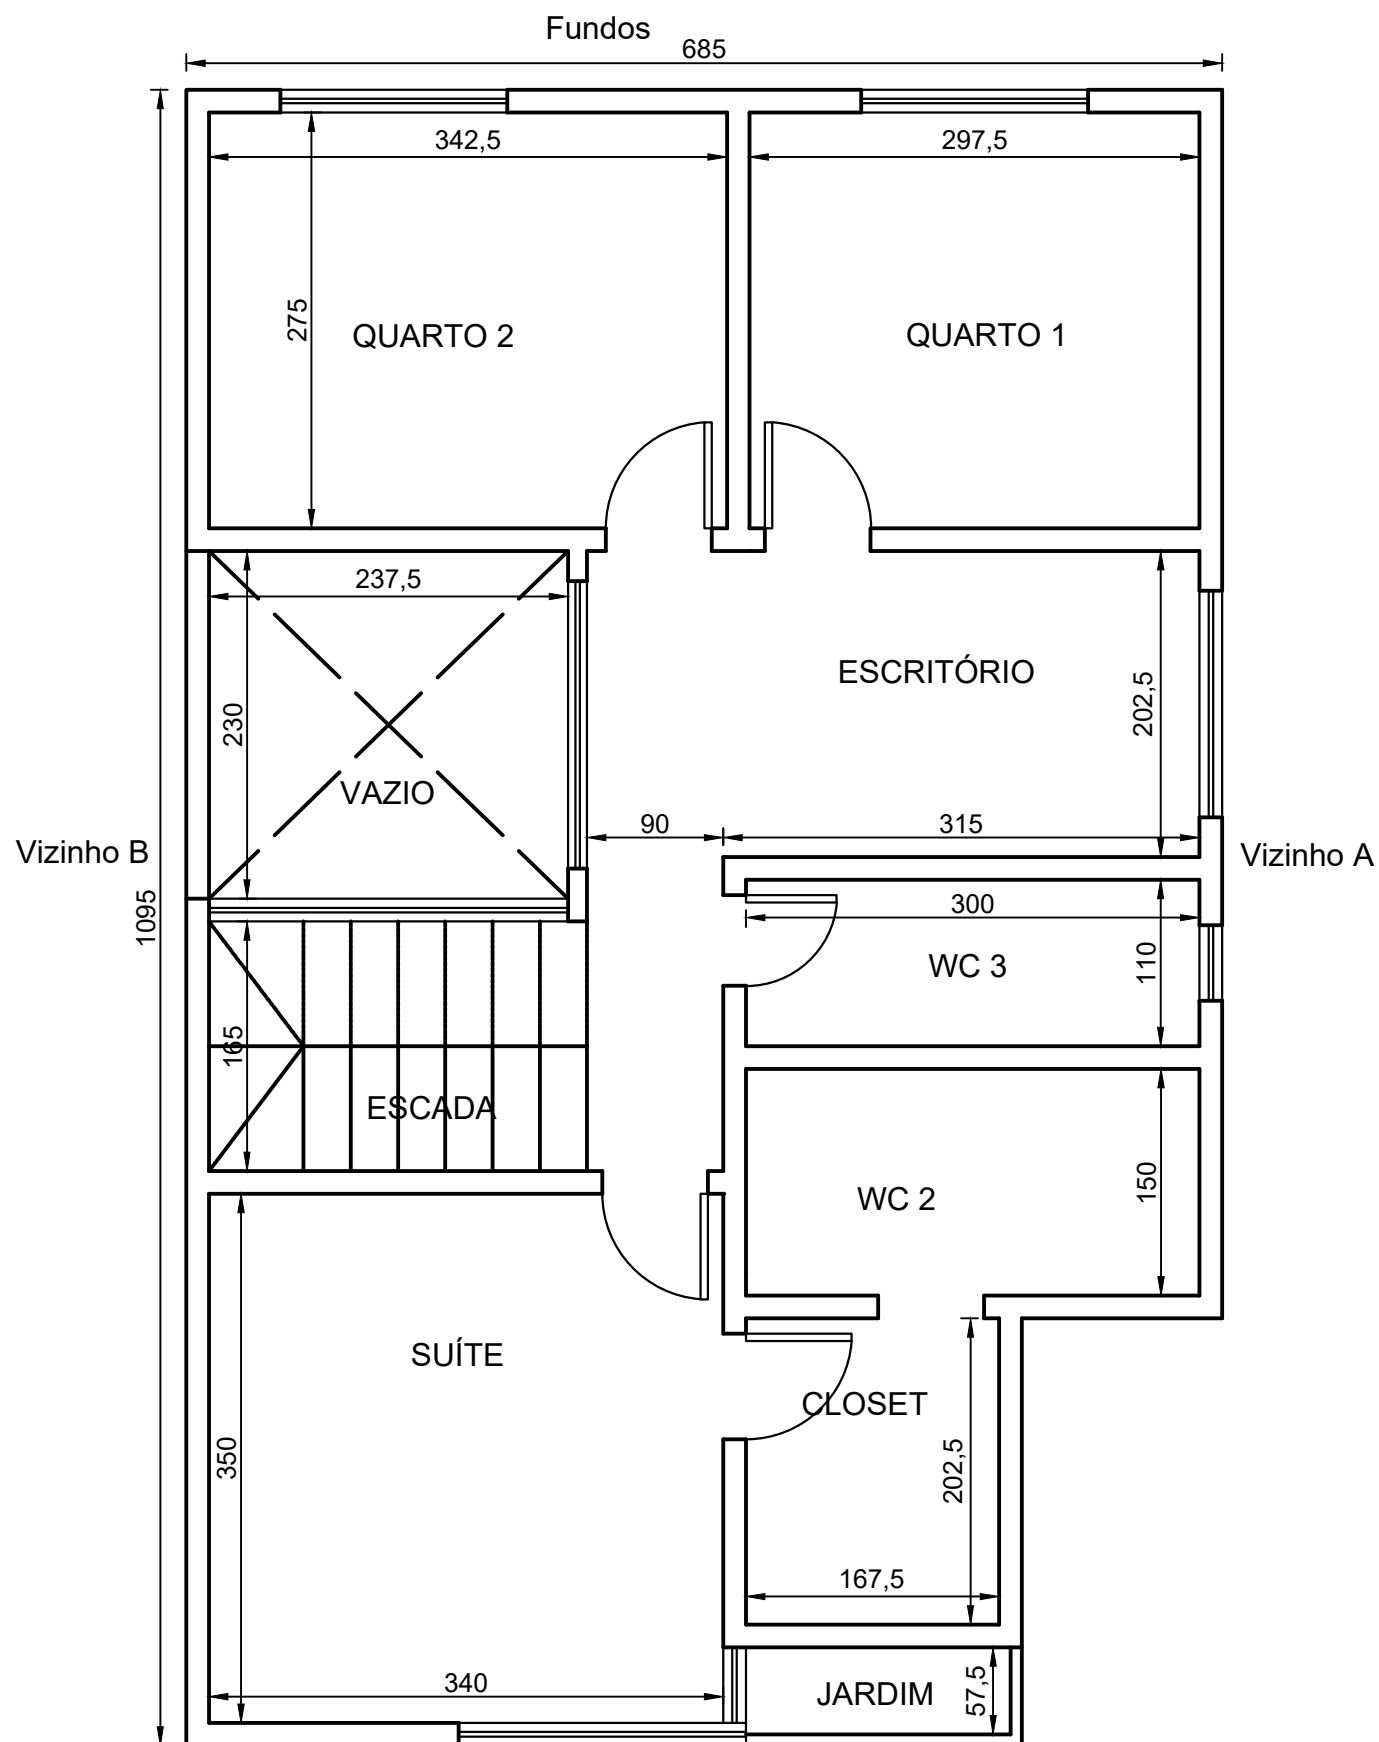 Fundos
685
342,5
297,5
275
QUARTO 2
QUARTO 1
237,5
ESCRITÓRIO
202,5
230
VAZIO
90
315
Vizinho B
Vizinho A
1095
300
WC 3
110
165
ESCADA
150
WC 2
SUÍTE
CLOSET
350
202,5
167,5
340
JARDIM
57,5